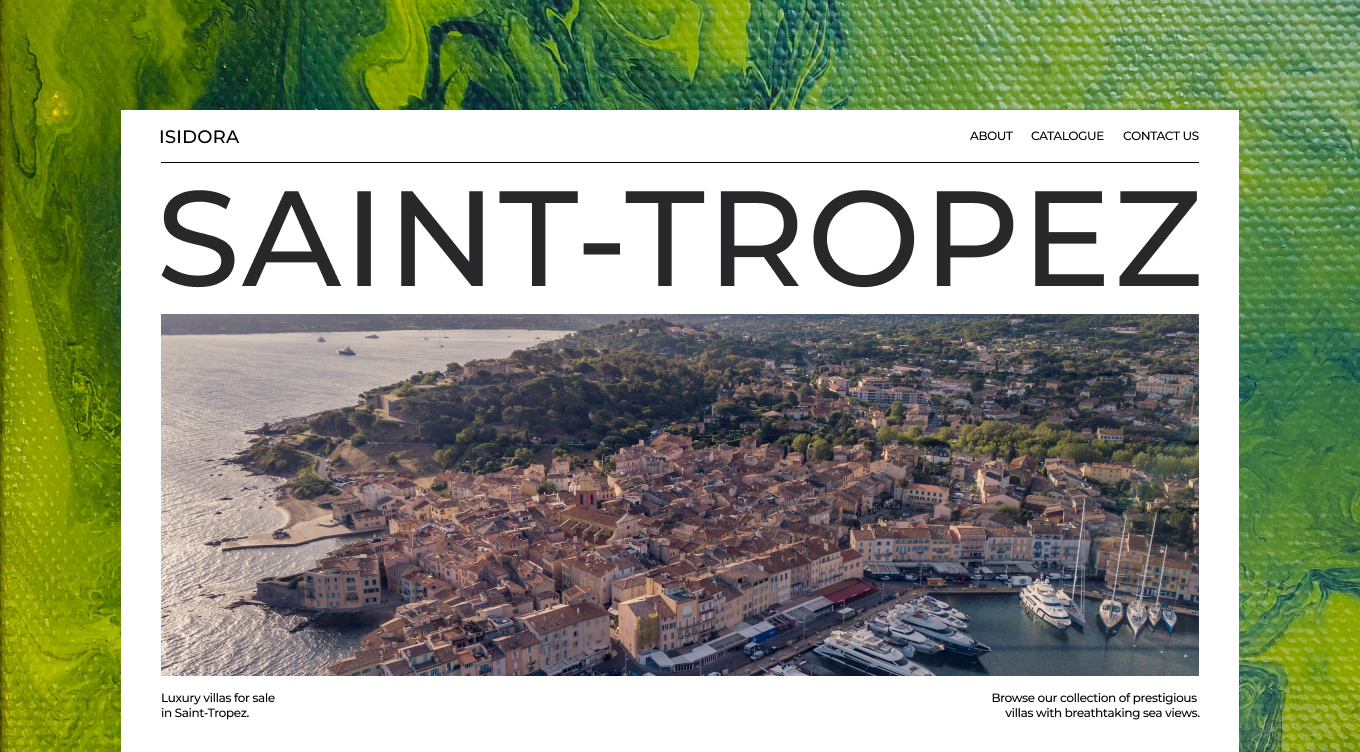 ISIDORA
ABOUT CATALOGUE CONTACT US
SAINT-TROPEZ
Luxury villas for sale
in Saint-Tropez.
Browse our collection of prestigious
villas with breathtaking sea views.